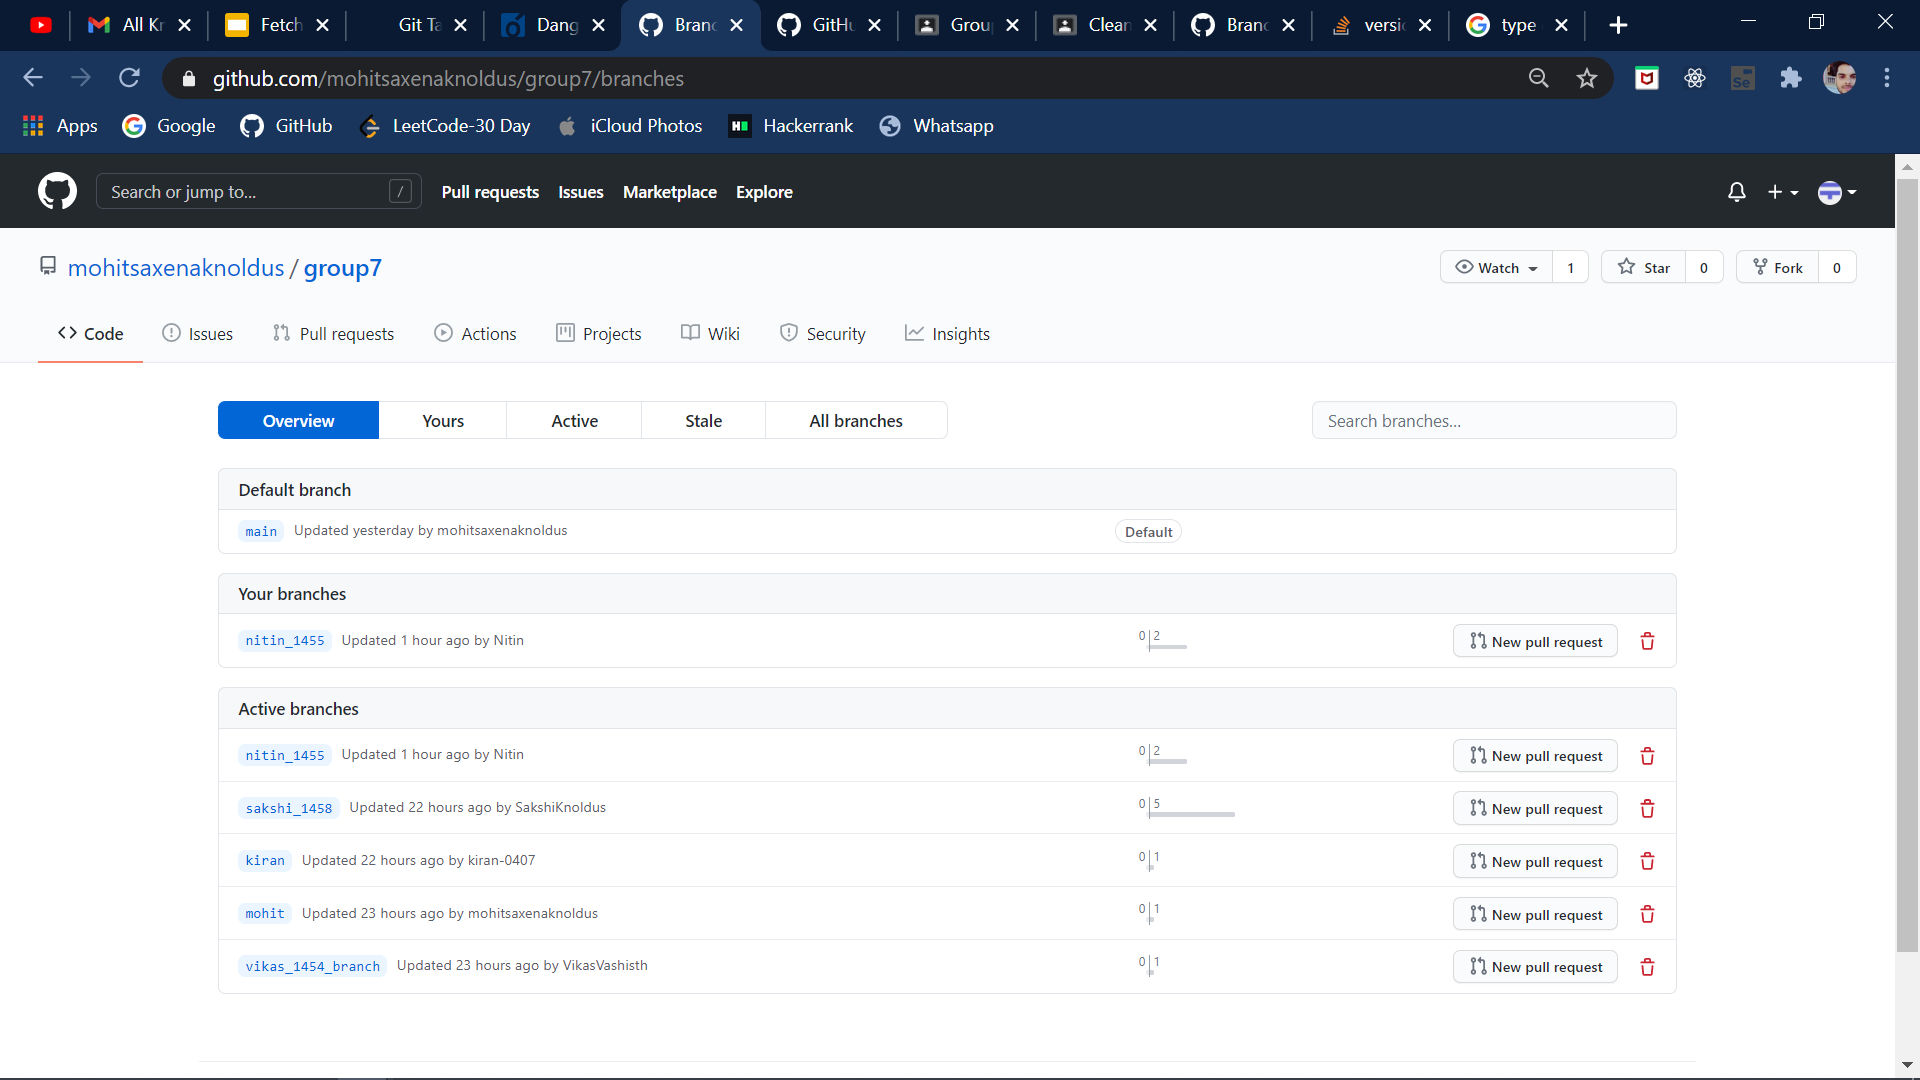 All Kr
Fetch
Git Ta
Dang
Branc
GitHu
Grou
Clean
Branc
versio
type
github.com/mohitsaxenaknoldus/group7/branches
Apps
Google
GitHub
LeetCode-30 Day
iCloud Photos
Hackerrank
Whatsapp
Search or jump to...
/
Pull requests
Issues
Marketplace
Explore
mohitsaxenaknoldus / group7
Watch 1
Star 0
Fork 0
Code
Issues
Pull requests
Actions
Projects
Wiki
Security
Insights
Overview
Yours
Active
Stale
All branches
Search branches...
Default branch
main Updated yesterday by mohitsaxenaknoldus Default
Your branches
nitin_1455 Updated 1 hour ago by Nitin 0 2 New pull request
Active branches
nitin_1455 Updated 1 hour ago by Nitin 0 2 New pull request
sakshi_1458 Updated 22 hours ago by SakshiKnoldus 0 5 New pull request
kiran Updated 22 hours ago by kiran-0407 0 1 New pull request
mohit Updated 23 hours ago by mohitsaxenaknoldus 0 1 New pull request
vikas_1454_branch Updated 23 hours ago by VikasVashisth 0 1 New pull request